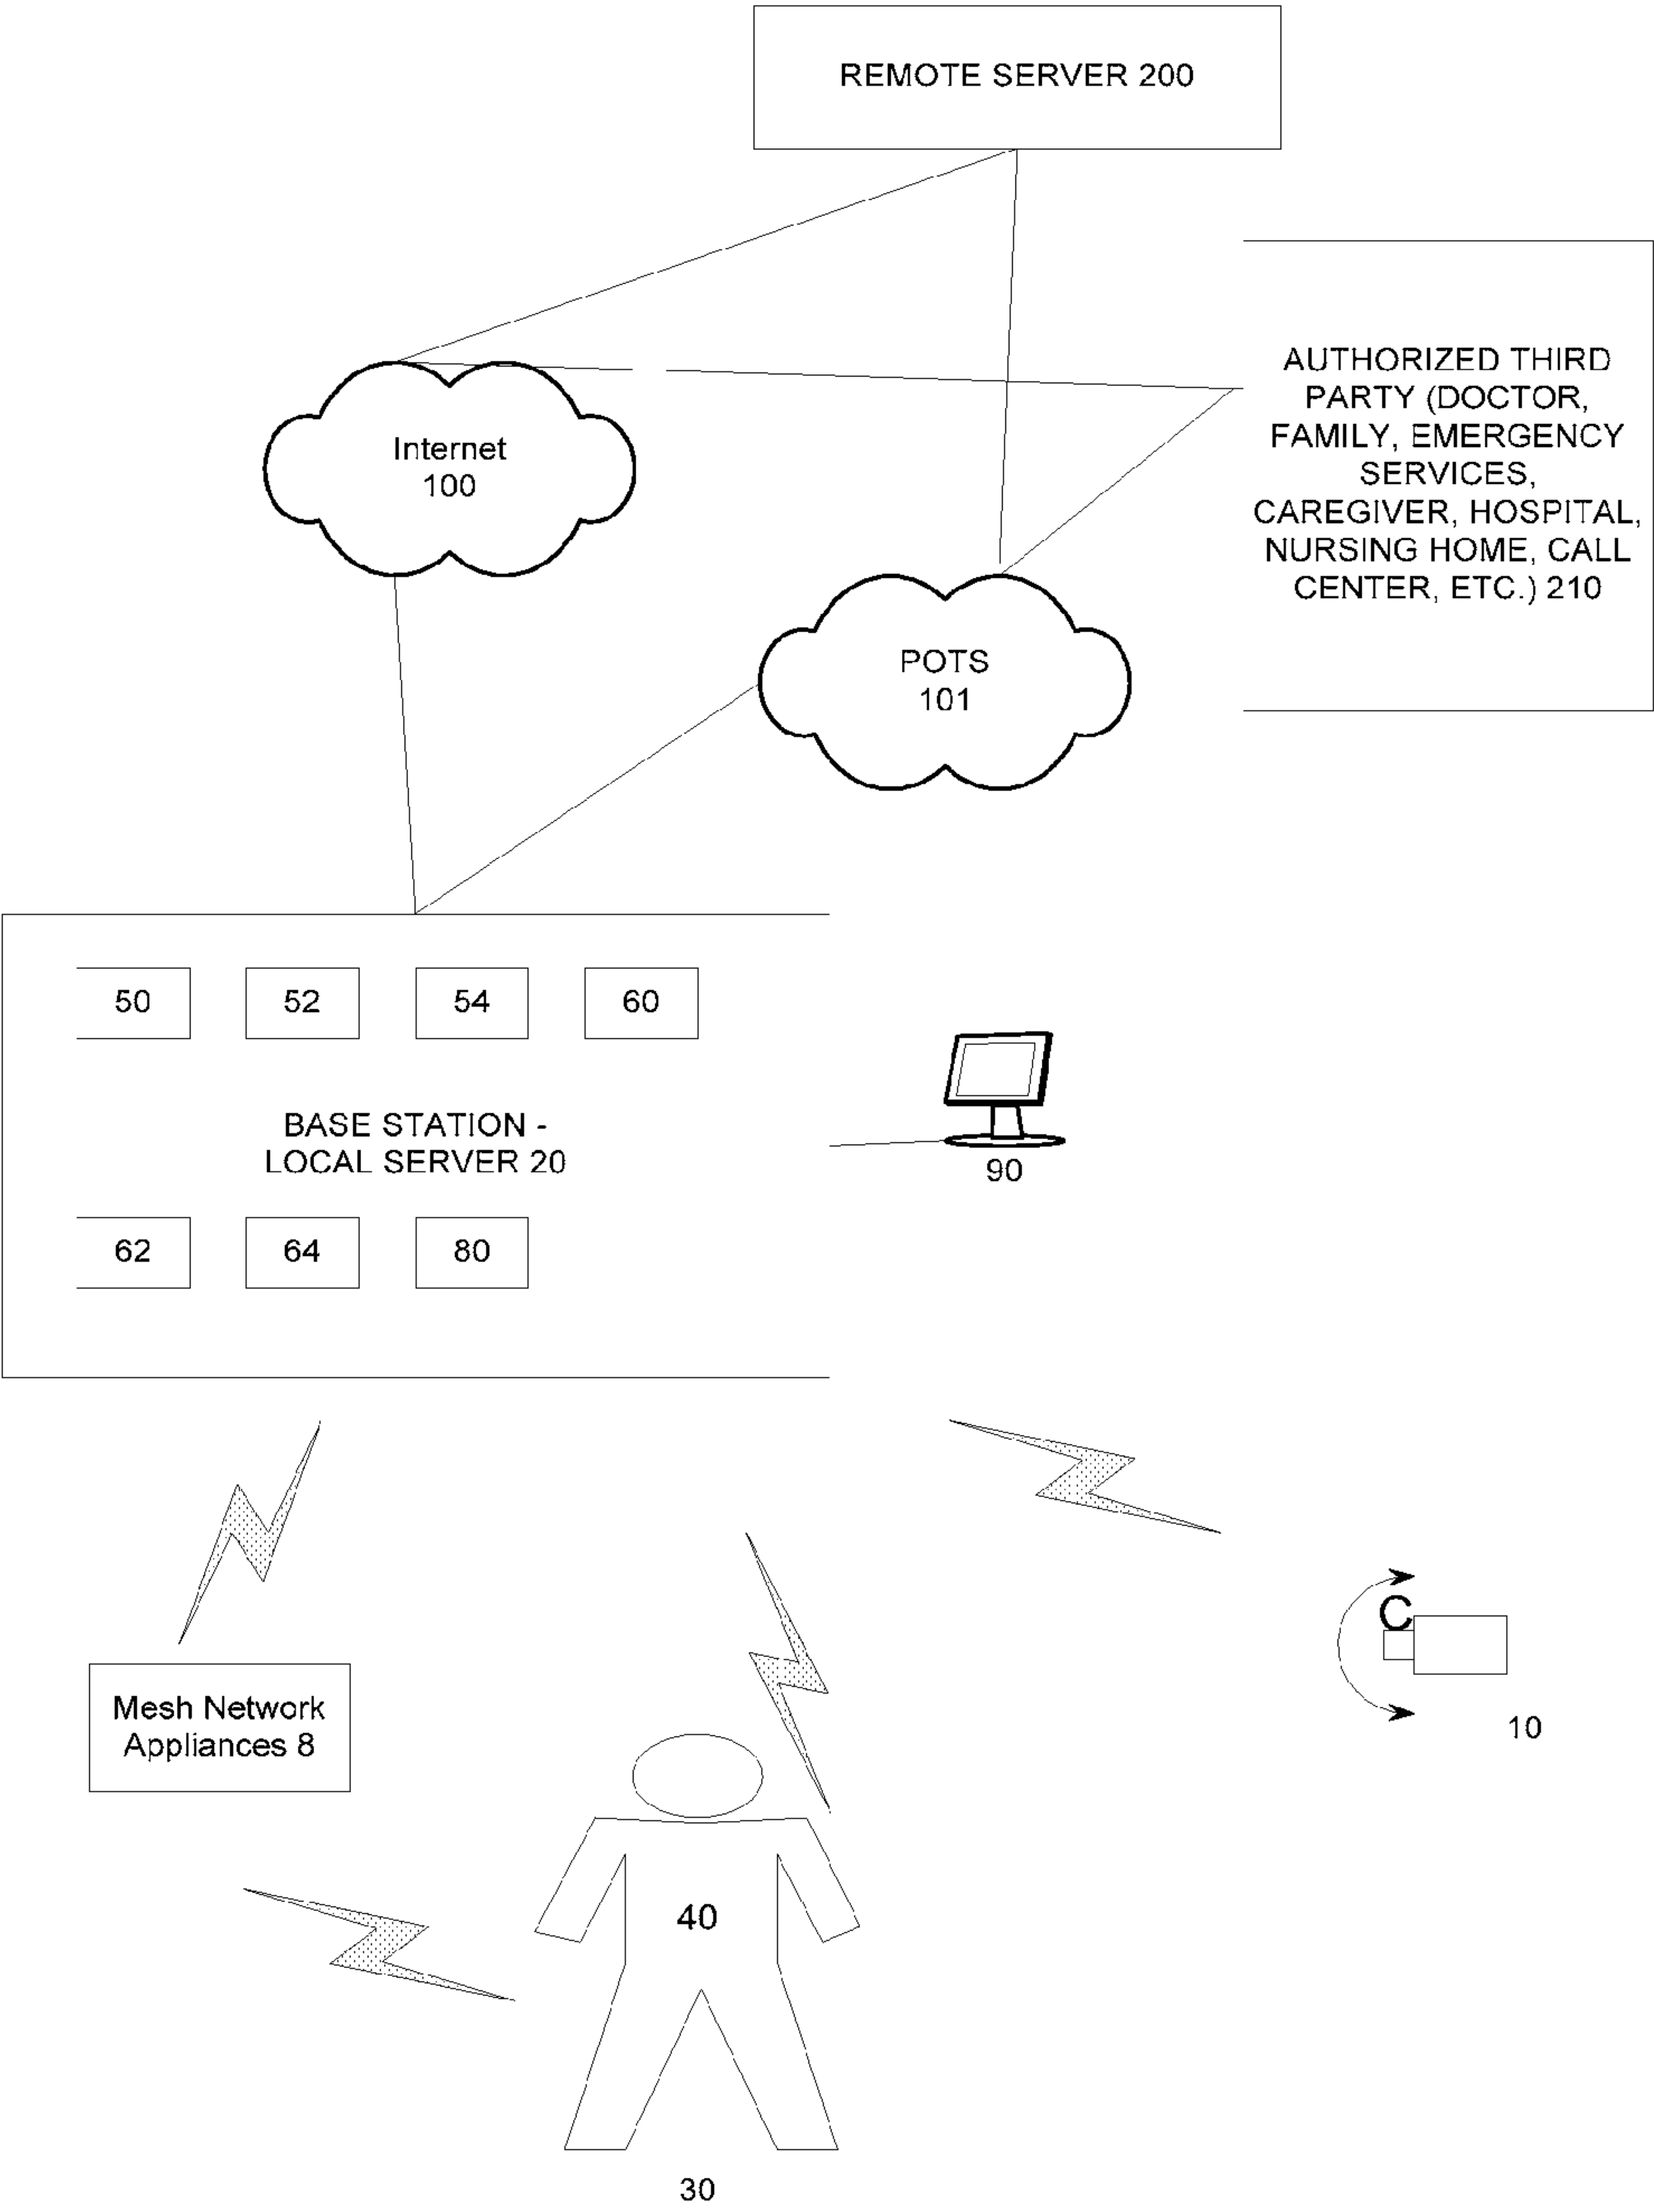 REMOTE SERVER 200
AUTHORIZED THIRD
PARTY (DOCTOR,
FAMILY, EMERGENCY
SERVICES,
CAREGIVER, HOSPITAL,
NURSING HOME, CALL
CENTER, ETC.) 210
Internet
100
POTS
101
50
52
54
60
BASE STATION -
LOCAL SERVER 20
90
62
64
80
C
10
Mesh Network
Appliances 8
40
30